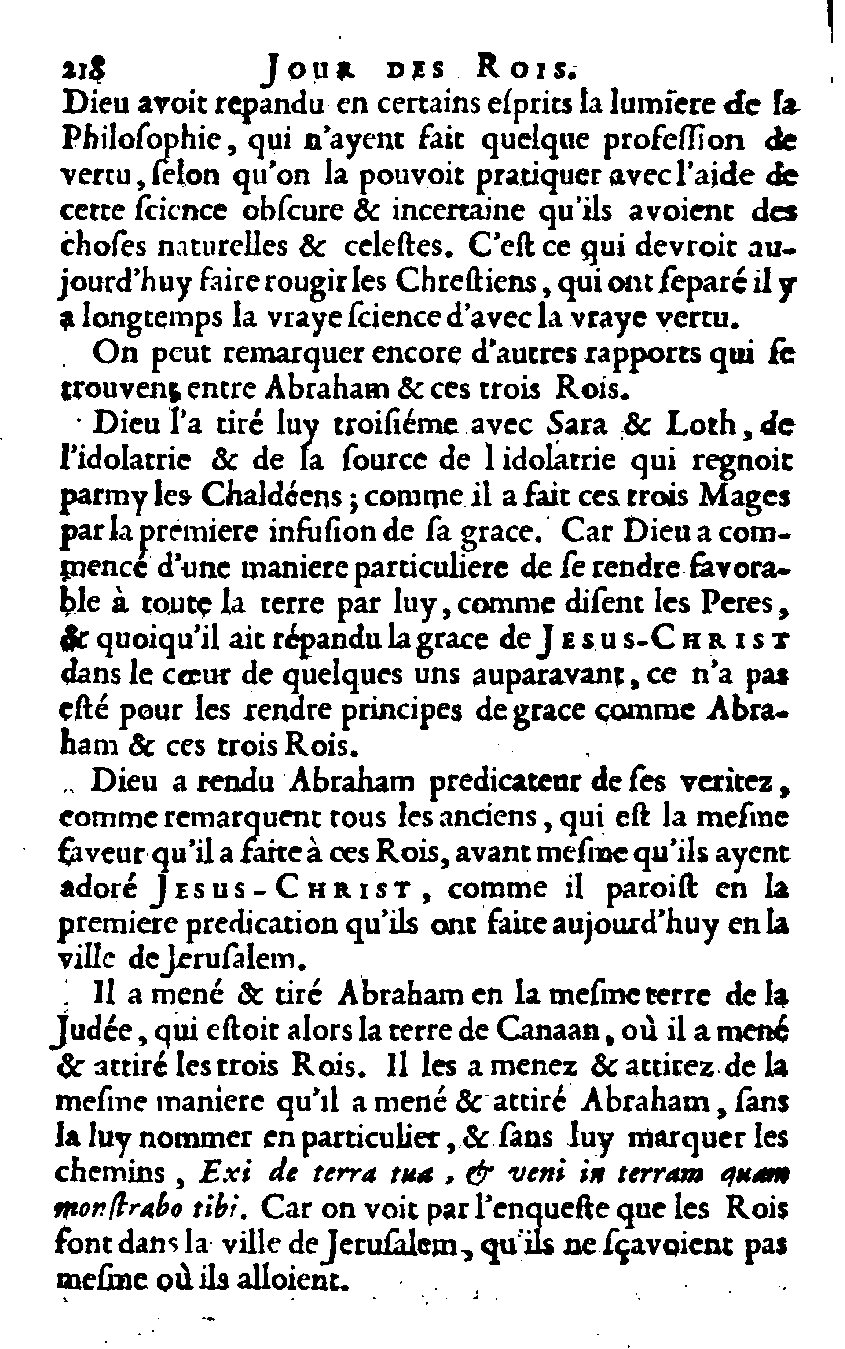 218 JOUR DES ROIS.
Dieu avoit repandu en certains eſprits la lumiere de ſa
Philoſophie, qui n'ayent fait quelque profeſſion de
vertu, ſelon qu'on la pouvoit pratiquer avec l'aide de
cette ſcience obſcure & incertaine qu'ils avoient des
choſes naturelles & celeſtes. C'eſt ce qui devroit au-
jourd'huy faire rougir les Chreſtiens, qui ont ſeparé il y
a longtemps la vraye ſcience d'avec la vraye vertu.
On peut remarquer encore d'autres rapports qui ſe
trouvent entre Abraham & ces trois Rois.
Dieu l'a tiré luy troiſiéme avec Sara & Loth, de
l'idolatrie & de la ſource de l idolatrie qui regnoit
parmy les Chaldéens ; comme il a fait ces trois Mages
par la premiere infuſion de ſa grace. Car Dieu a com-
mencé d'une maniere particuliere de ſe rendre favora-
ble à toute la terre par luy, comme diſent les Peres,
& quoiqu'il ait répandu la grace de JESUS-CHRIST
dans le cœur de quelques uns auparavant, ce n'a pas
eſté pour les rendre principes de grace comme Abra-
ham & ces trois Rois.
Dieu a rendu Abraham predicateur de ſes veritez,
comme remarquent tous les anciens, qui eſt la meſme
faveur qu'il a faite à ces Rois, avant meſme qu'ils ayent
adoré JESUS-CHRIST, comme il paroiſt en la
premiere predication qu'ils ont faite aujourd'huy en la
ville de Jeruſalem.
Il a mené & tiré Abraham en la meſme terre de la
Judée, qui eſtoit alors la terre de Canaan, où il a mené
& attiré les trois Rois. Il les a menez & attirez de la
meſme maniere qu'il a mené & attiré Abraham, ſans
la luy nommer en particulier, & ſans luy marquer les
chemins, Exi de terra tua, & veni in terram quam
monſtrabo tibi. Car on voit par l'enqueſte que les Rois
font dans la ville de Jeruſalem, qu'ils ne ſçavoient pas
meſme où ils alloient.